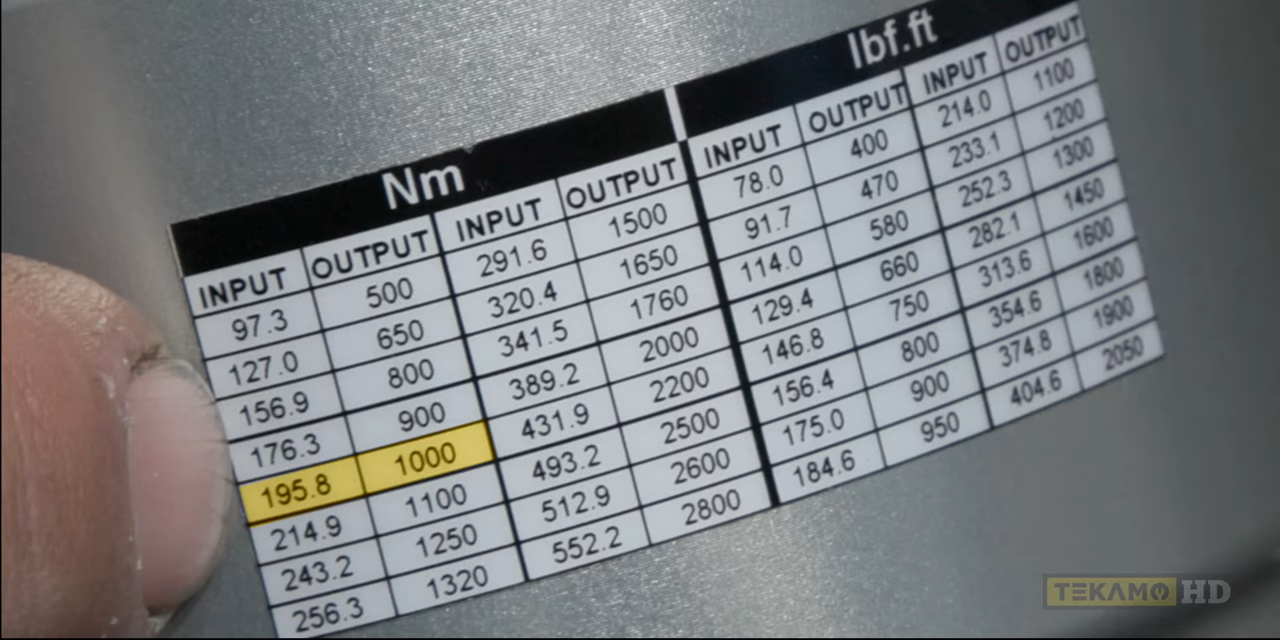 Nm lbf.ft
INPUT OUTPUT INPUT OUTPUT INPUT OUTPUT INPUT OUTPUT
97.3 500 291.6 1500 78.0 400 214.0 1100
127.0 650 320.4 1650 91.7 470 233.1 1200
156.9 800 341.5 1760 114.0 580 252.3 1300
176.3 900 389.2 2000 129.4 660 282.1 1450
195.8 1000 431.9 2200 146.8 750 313.6 1600
214.9 1100 493.2 2500 156.4 800 354.6 1800
243.2 1250 512.9 2600 175.0 900 374.8 1900
256.3 1320 552.2 2800 184.6 950 404.6 2050
TEKAMO HD